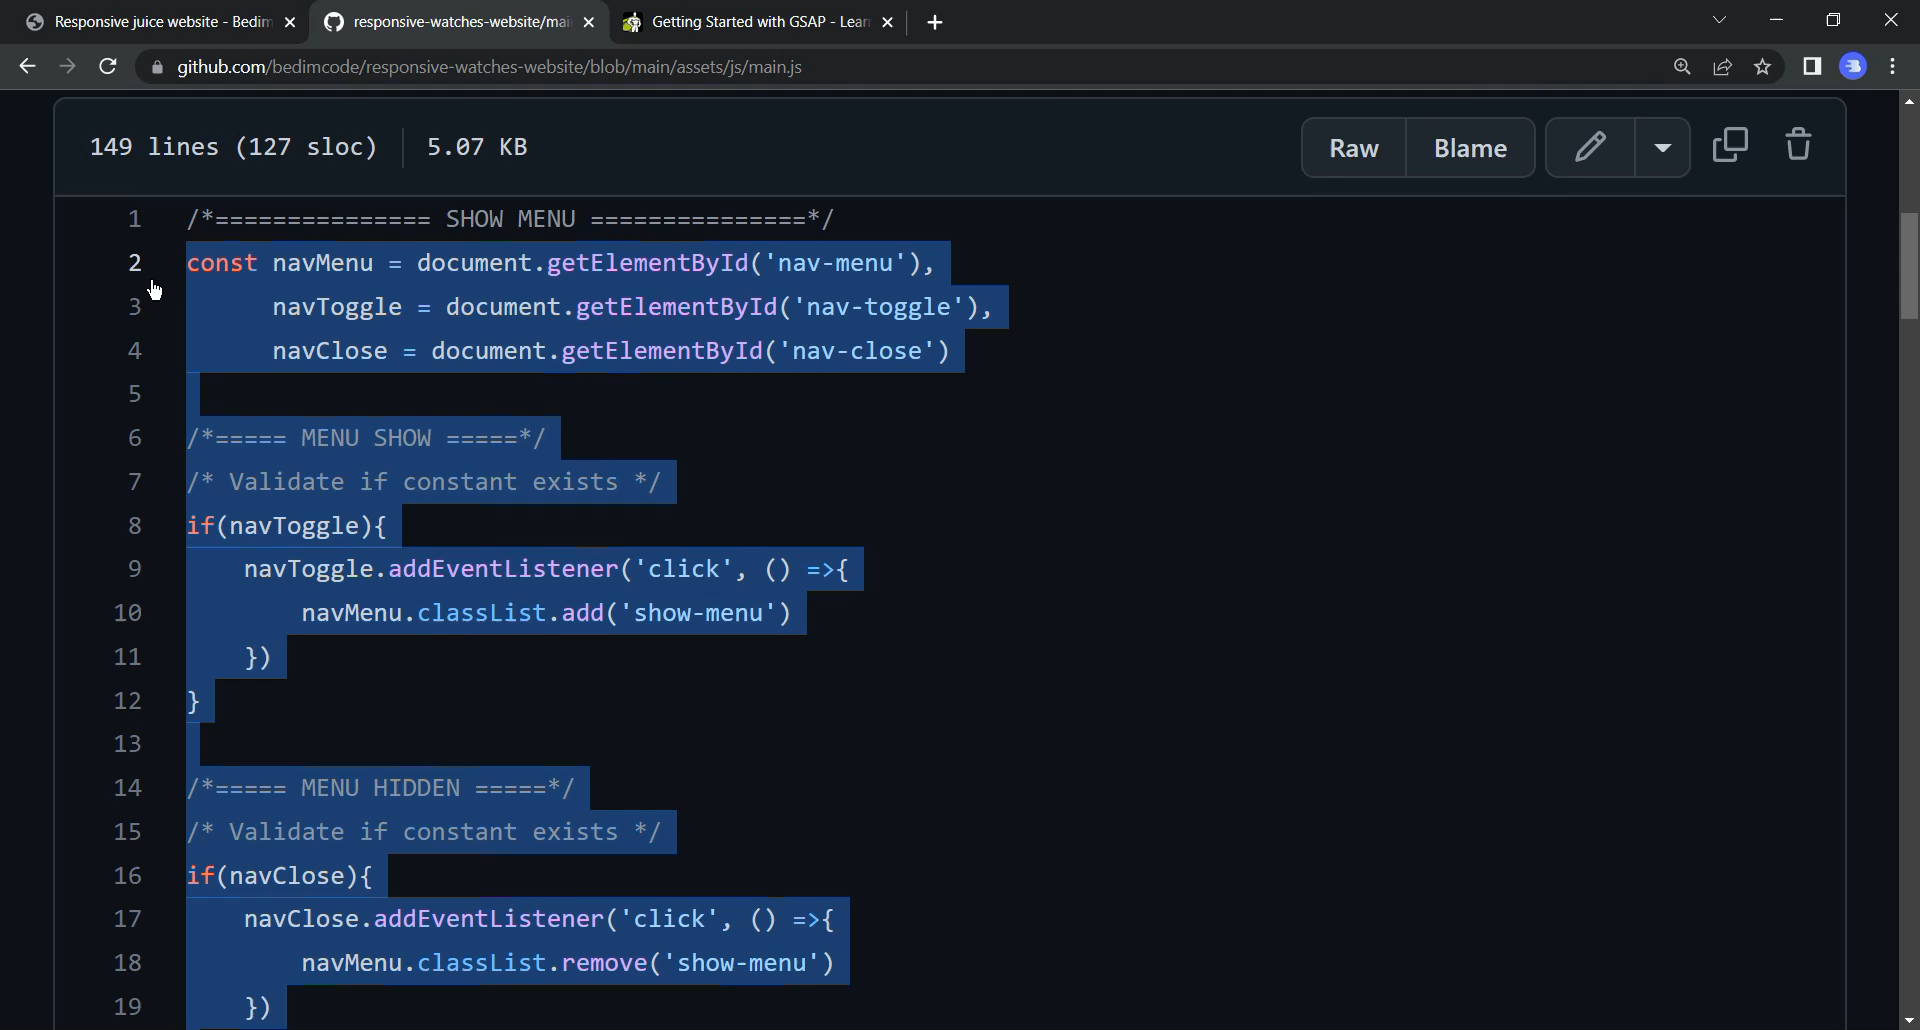 Responsive juice website - Bedim
responsive-watches-website/mai
Getting Started with GSAP - Lear
github.com/bedimcode/responsive-watches-website/blob/main/assets/js/main.js
149 lines (127 sloc) 5.07 KB Raw Blame
1 /*=============== SHOW MENU ===============*/
2 const navMenu = document.getElementById('nav-menu'),
3 navToggle = document.getElementById('nav-toggle'),
4 navClose = document.getElementById('nav-close')
5
6 /*===== MENU SHOW =====*/
7 /* Validate if constant exists */
8 if(navToggle){
9 navToggle.addEventListener('click', () =>{
10 navMenu.classList.add('show-menu')
11 })
12 }
13
14 /*===== MENU HIDDEN =====*/
15 /* Validate if constant exists */
16 if(navClose){
17 navClose.addEventListener('click', () =>{
18 navMenu.classList.remove('show-menu')
19 })